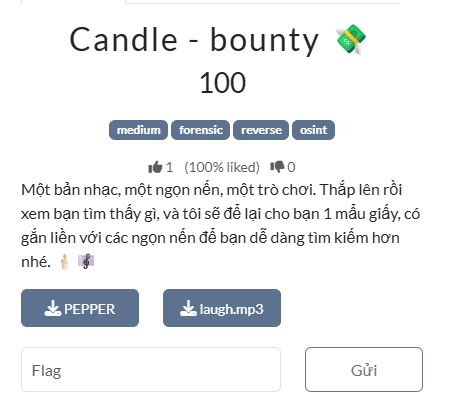 Candle - bounty 💸
100
medium forensic reverse osint
1 (100% liked) 0
Một bản nhạc, một ngọn nến, một trò chơi. Thắp lên rồi
xem bạn tìm thấy gì, và tôi sẽ để lại cho bạn 1 mẩu giấy, có
gắn liền với các ngọn nến để bạn dễ dàng tìm kiếm hơn
nhé. 🕯️ 🎼
PEPPER laugh.mp3
Flag Gửi